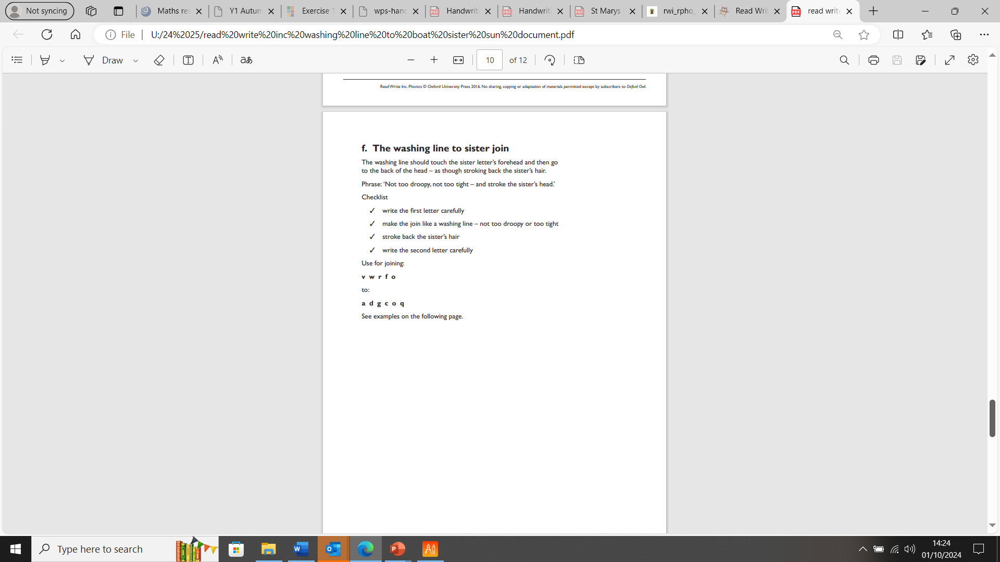 Not syncing
Maths res
Y1 Autum
Exercise 1
wps-hand
Handwriti
Handwriti
St Marys
rwi_rpho_
Read Writ
read write
File
U:/24%2025/read%20write%20inc%20washing%20line%20to%20boat%20sister%20sun%20document.pdf
Draw
10 of 12
Read Write Inc. Phonics © Oxford University Press 2016. No sharing, copying or adaptation of materials permitted except by subscribers to Oxford Owl.
f. The washing line to sister join
The washing line should touch the sister letter's forehead and then go
to the back of the head – as though stroking back the sister's hair.
Phrase: 'Not too droopy, not too tight – and stroke the sister's head.'
Checklist
✓ write the first letter carefully
✓ make the join like a washing line – not too droopy or too tight
✓ stroke back the sister's hair
✓ write the second letter carefully
Use for joining:
v w r f o
to:
a d g c o q
See examples on the following page.
Type here to search
14:24
01/10/2024